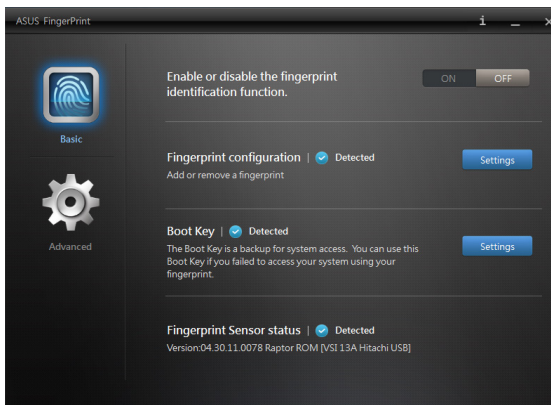 ASUS FingerPrint
i
Enable or disable the fingerprint
identification function.
ON OFF
Basic
Fingerprint configuration | Detected
Settings
Add or remove a fingerprint
Advanced
Boot Key | Detected
The Boot Key is a backup for system access. You can use this
Boot Key if you failed to access your system using your
fingerprint.
Settings
Fingerprint Sensor status | Detected
Version:04.30.11.0078 Raptor ROM [VSI 13A Hitachi USB]